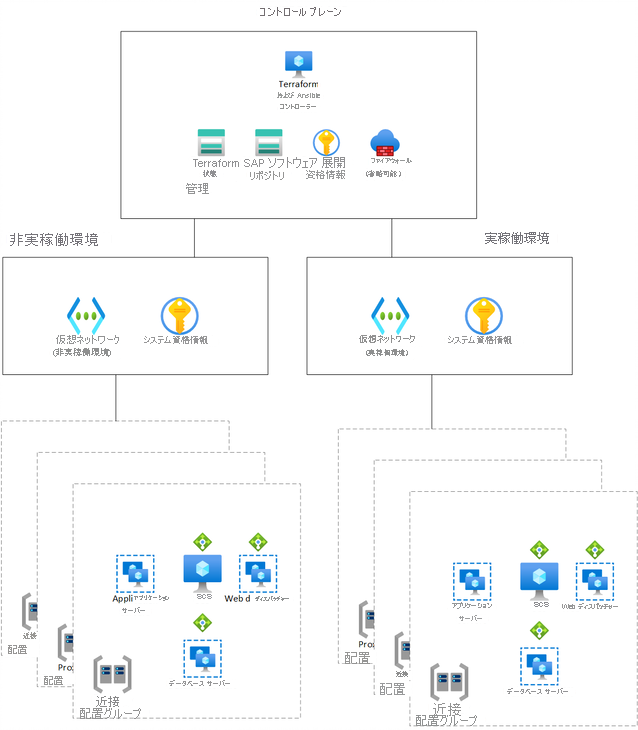 コントロール プレーン
Terraform
および Ansible
コントローラー
Terraform SAP ソフトウェア 展開
状態
リポジトリ
資格情報
ファイアウォール
(省略可能)
管理
非実稼働環境
実稼働環境
仮想ネットワーク
(非実稼働環境)
システム資格情報
仮想ネットワーク
(実稼働環境)
システム資格情報
Appliアプリケーション
サーバー
SCS
Web d ディスパッチャー
アプリケーション
サーバー
SCS
Web ディスパッチャー
近接
配置
Prox
配置
データベース サーバー
近接
配置グループ
Prox
配置
近接
配置
データベース サーバー
近接
配置グループ